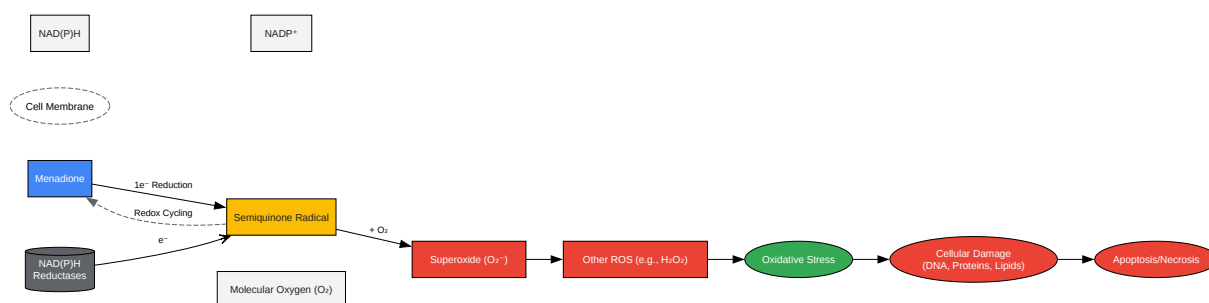 NAD(P)H
NADP⁺
Cell Membrane
Menadione
1e⁻ Reduction
Redox Cycling
Semiquinone Radical
e⁻
NAD(P)H
Reductases
+ O₂
Molecular Oxygen (O₂)
Superoxide (O₂⁻)
Other ROS (e.g., H₂O₂)
Oxidative Stress
Cellular Damage
(DNA, Proteins, Lipids)
Apoptosis/Necrosis